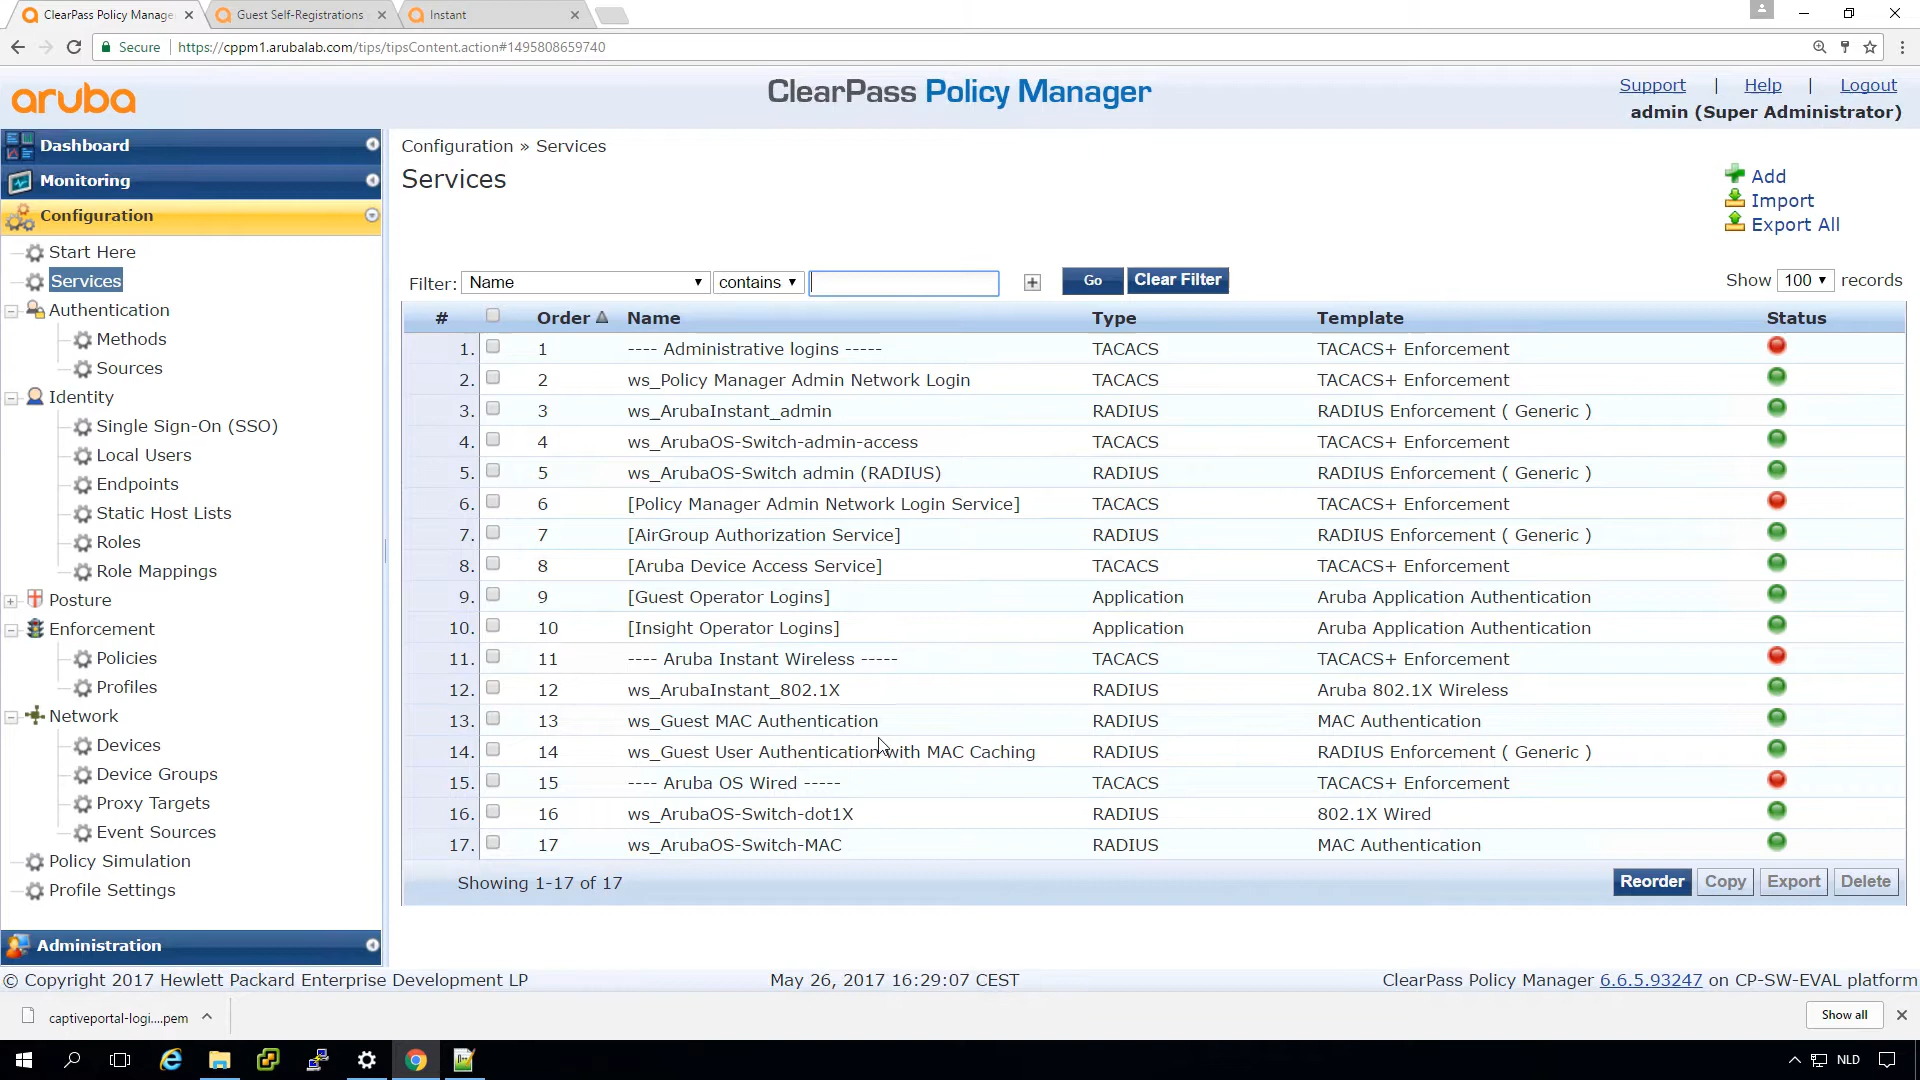 ClearPass Policy Manage
Guest Self-Registrations
Instant
Secure
https://cppm1.arubalab.com/tips/tipsContent.action#1495808659740
aruba
ClearPass Policy Manager
Support | Help | Logout
admin (Super Administrator)
Dashboard
Monitoring
Configuration
Start Here
Services
Authentication
Methods
Sources
Identity
Single Sign-On (SSO)
Local Users
Endpoints
Static Host Lists
Roles
Role Mappings
Posture
Enforcement
Policies
Profiles
Network
Devices
Device Groups
Proxy Targets
Event Sources
Policy Simulation
Profile Settings
Administration
Configuration » Services
Services
Add
Import
Export All
Filter: Name contains Go Clear Filter Show 100 records
# Order Name Type Template Status
1. 1 ---- Administrative logins ----- TACACS TACACS+ Enforcement
2. 2 ws_Policy Manager Admin Network Login TACACS TACACS+ Enforcement
3. 3 ws_ArubaInstant_admin RADIUS RADIUS Enforcement ( Generic )
4. 4 ws_ArubaOS-Switch-admin-access TACACS TACACS+ Enforcement
5. 5 ws_ArubaOS-Switch admin (RADIUS) RADIUS RADIUS Enforcement ( Generic )
6. 6 [Policy Manager Admin Network Login Service] TACACS TACACS+ Enforcement
7. 7 [AirGroup Authorization Service] RADIUS RADIUS Enforcement ( Generic )
8. 8 [Aruba Device Access Service] TACACS TACACS+ Enforcement
9. 9 [Guest Operator Logins] Application Aruba Application Authentication
10. 10 [Insight Operator Logins] Application Aruba Application Authentication
11. 11 ---- Aruba Instant Wireless ----- TACACS TACACS+ Enforcement
12. 12 ws_ArubaInstant_802.1X RADIUS Aruba 802.1X Wireless
13. 13 ws_Guest MAC Authentication RADIUS MAC Authentication
14. 14 ws_Guest User Authentication with MAC Caching RADIUS RADIUS Enforcement ( Generic )
15. 15 ---- Aruba OS Wired ----- TACACS TACACS+ Enforcement
16. 16 ws_ArubaOS-Switch-dot1X RADIUS 802.1X Wired
17. 17 ws_ArubaOS-Switch-MAC RADIUS MAC Authentication
Showing 1-17 of 17 Reorder Copy Export Delete
© Copyright 2017 Hewlett Packard Enterprise Development LP May 26, 2017 16:29:07 CEST ClearPass Policy Manager 6.6.5.93247 on CP-SW-EVAL platform
captiveportal-logi....pem
Show all
NLD